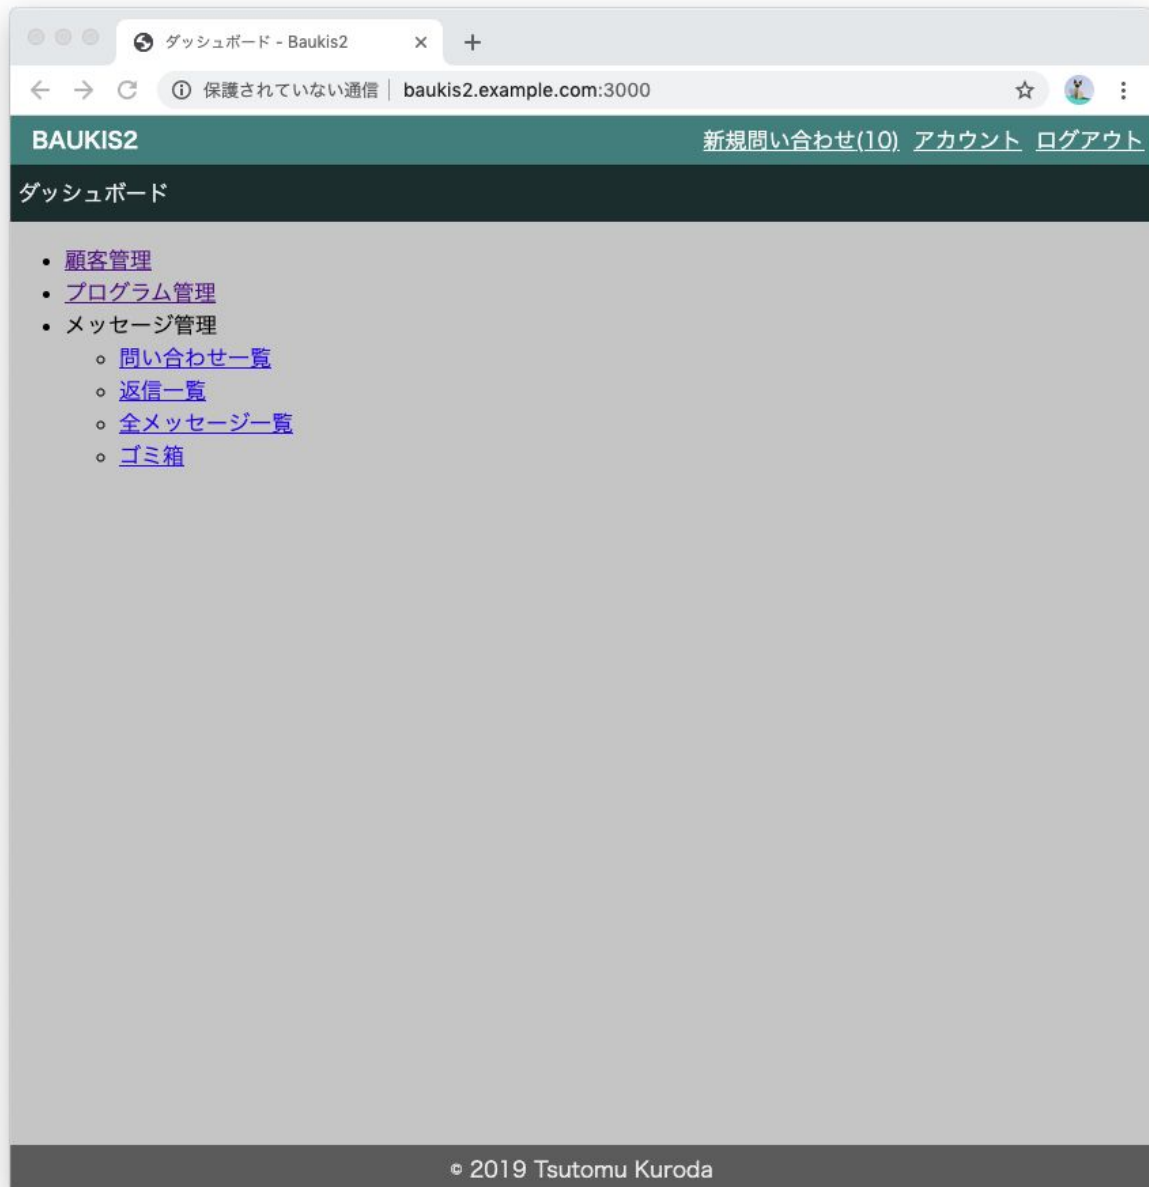 ダッシュボード - Baukis2
保護されていない通信 baukis2.example.com:3000
BAUKIS2 新規問い合わせ(10) アカウント ログアウト
ダッシュボード
• 顧客管理
• プログラム管理
• メッセージ管理
◦ 問い合わせ一覧
◦ 返信一覧
◦ 全メッセージ一覧
◦ ゴミ箱
© 2019 Tsutomu Kuroda